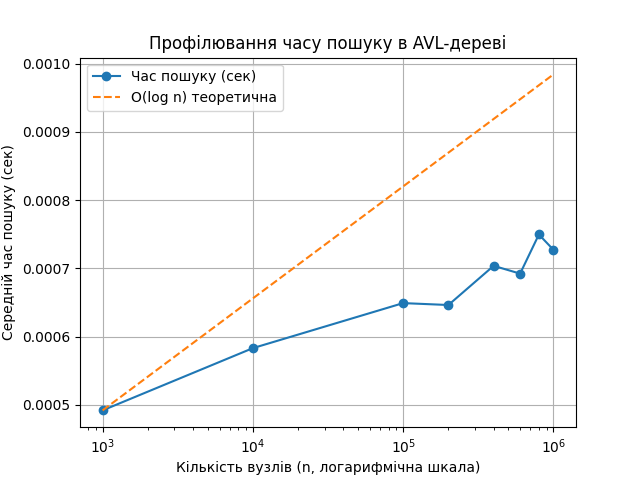 Профілювання часу пошуку в AVL-дереві
0.0010
0.0009
0.0008
0.0007
0.0006
0.0005
Середній час пошуку (сек)
Час пошуку (сек)
O(log n) теоретична
10³
10⁴
10⁵
10⁶
Кількість вузлів (n, логарифмічна шкала)